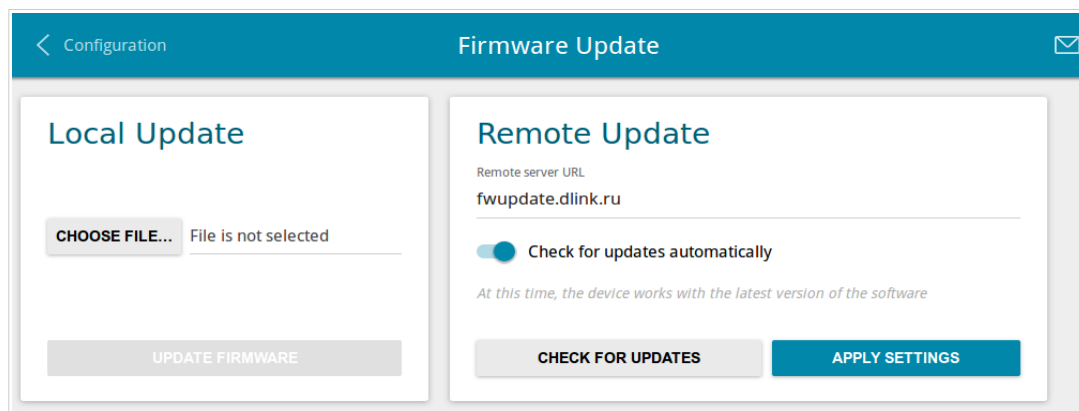 Configuration
Firmware Update
Local Update
CHOOSE FILE... File is not selected
UPDATE FIRMWARE
Remote Update
Remote server URL
fwupdate.dlink.ru
Check for updates automatically
At this time, the device works with the latest version of the software
CHECK FOR UPDATES
APPLY SETTINGS